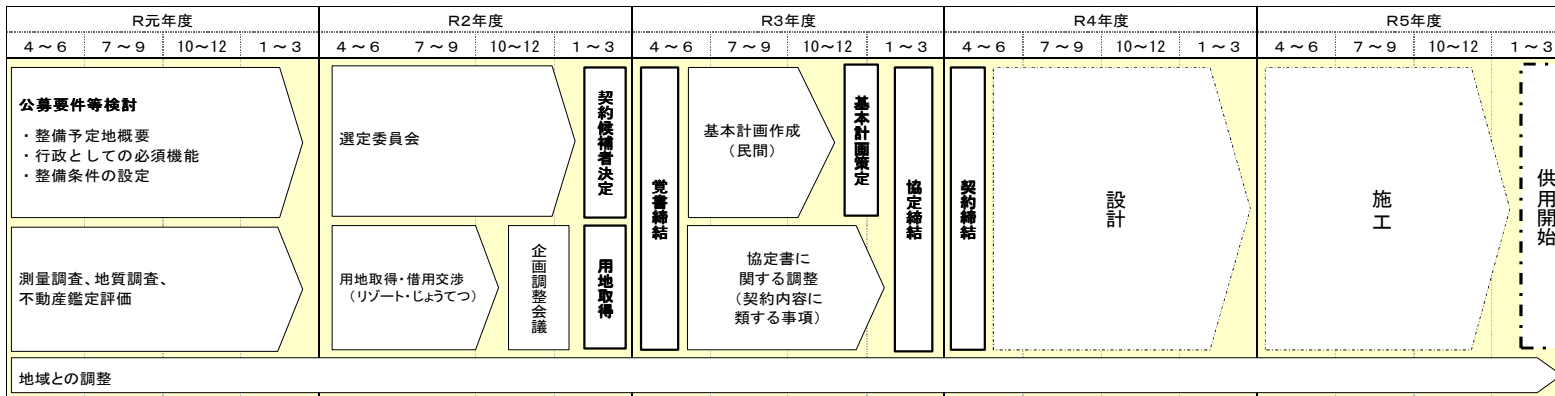 R元年度
R2年度
R3年度
R4年度
R5年度
4～6
7～9
10～12
1～3
4～6
7～9
10～12
1～3
4～6
7～9
10～12
1～3
4～6
7～9
10～12
1～3
4～6
7～9
10～12
1～3
公募要件等検討
・整備予定地概要
・行政としての必須機能
・整備条件の設定
測量調査、地質調査、
不動産鑑定評価
選定委員会
用地取得・借用交渉
（リゾート・じょうてつ）
企画調整会議
契約候補者決定
用地取得
覚書締結
基本計画作成
（民間）
基本計画策定
協定書に
関する調整
（契約内容に
類する事項）
協定締結
契約締結
設計
施工
供用開始
地域との調整